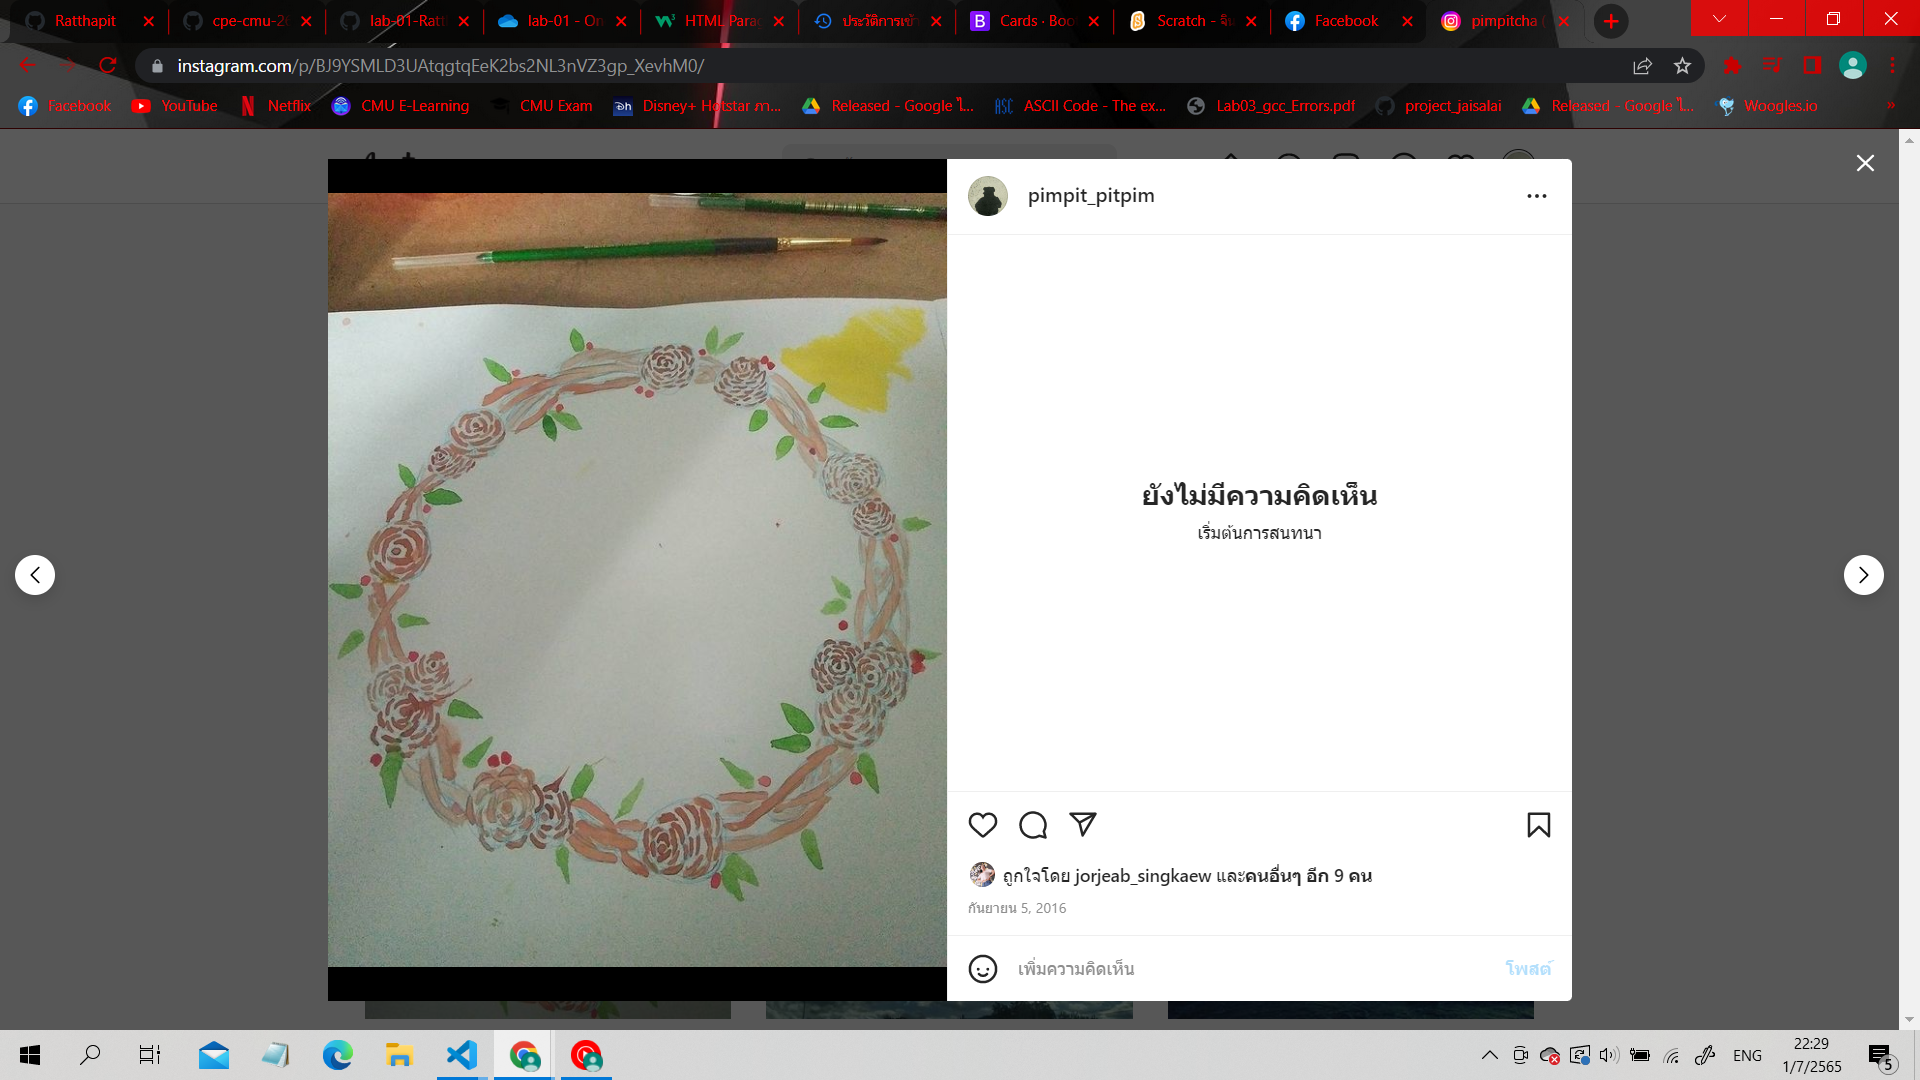 Ratthapit
cpe-cmu-26
lab-01-Ratt
lab-01 - On
HTML Parag
ประวัติการเข้า
Cards · Boo
Scratch - จิน
Facebook
pimpitcha (
instagram.com/p/BJ9YSMLD3UAtqgtqEeK2bs2NL3nVZ3gp_XevhM0/
Facebook
YouTube
Netflix
CMU E-Learning
CMU Exam
Disney+ Hotstar ภา...
Released - Google ไ...
ASCII Code - The ex...
Lab03_gcc_Errors.pdf
project_jaisalai
Released - Google ไ...
Woogles.io
pimpit_pitpim
ยังไม่มีความคิดเห็น
เริ่มต้นการสนทนา
ถูกใจโดย jorjeab_singkaew และคนอื่นๆ อีก 9 คน
กันยายน 5, 2016
เพิ่มความคิดเห็น
โพสต์
ENG
22:29
1/7/2565
5